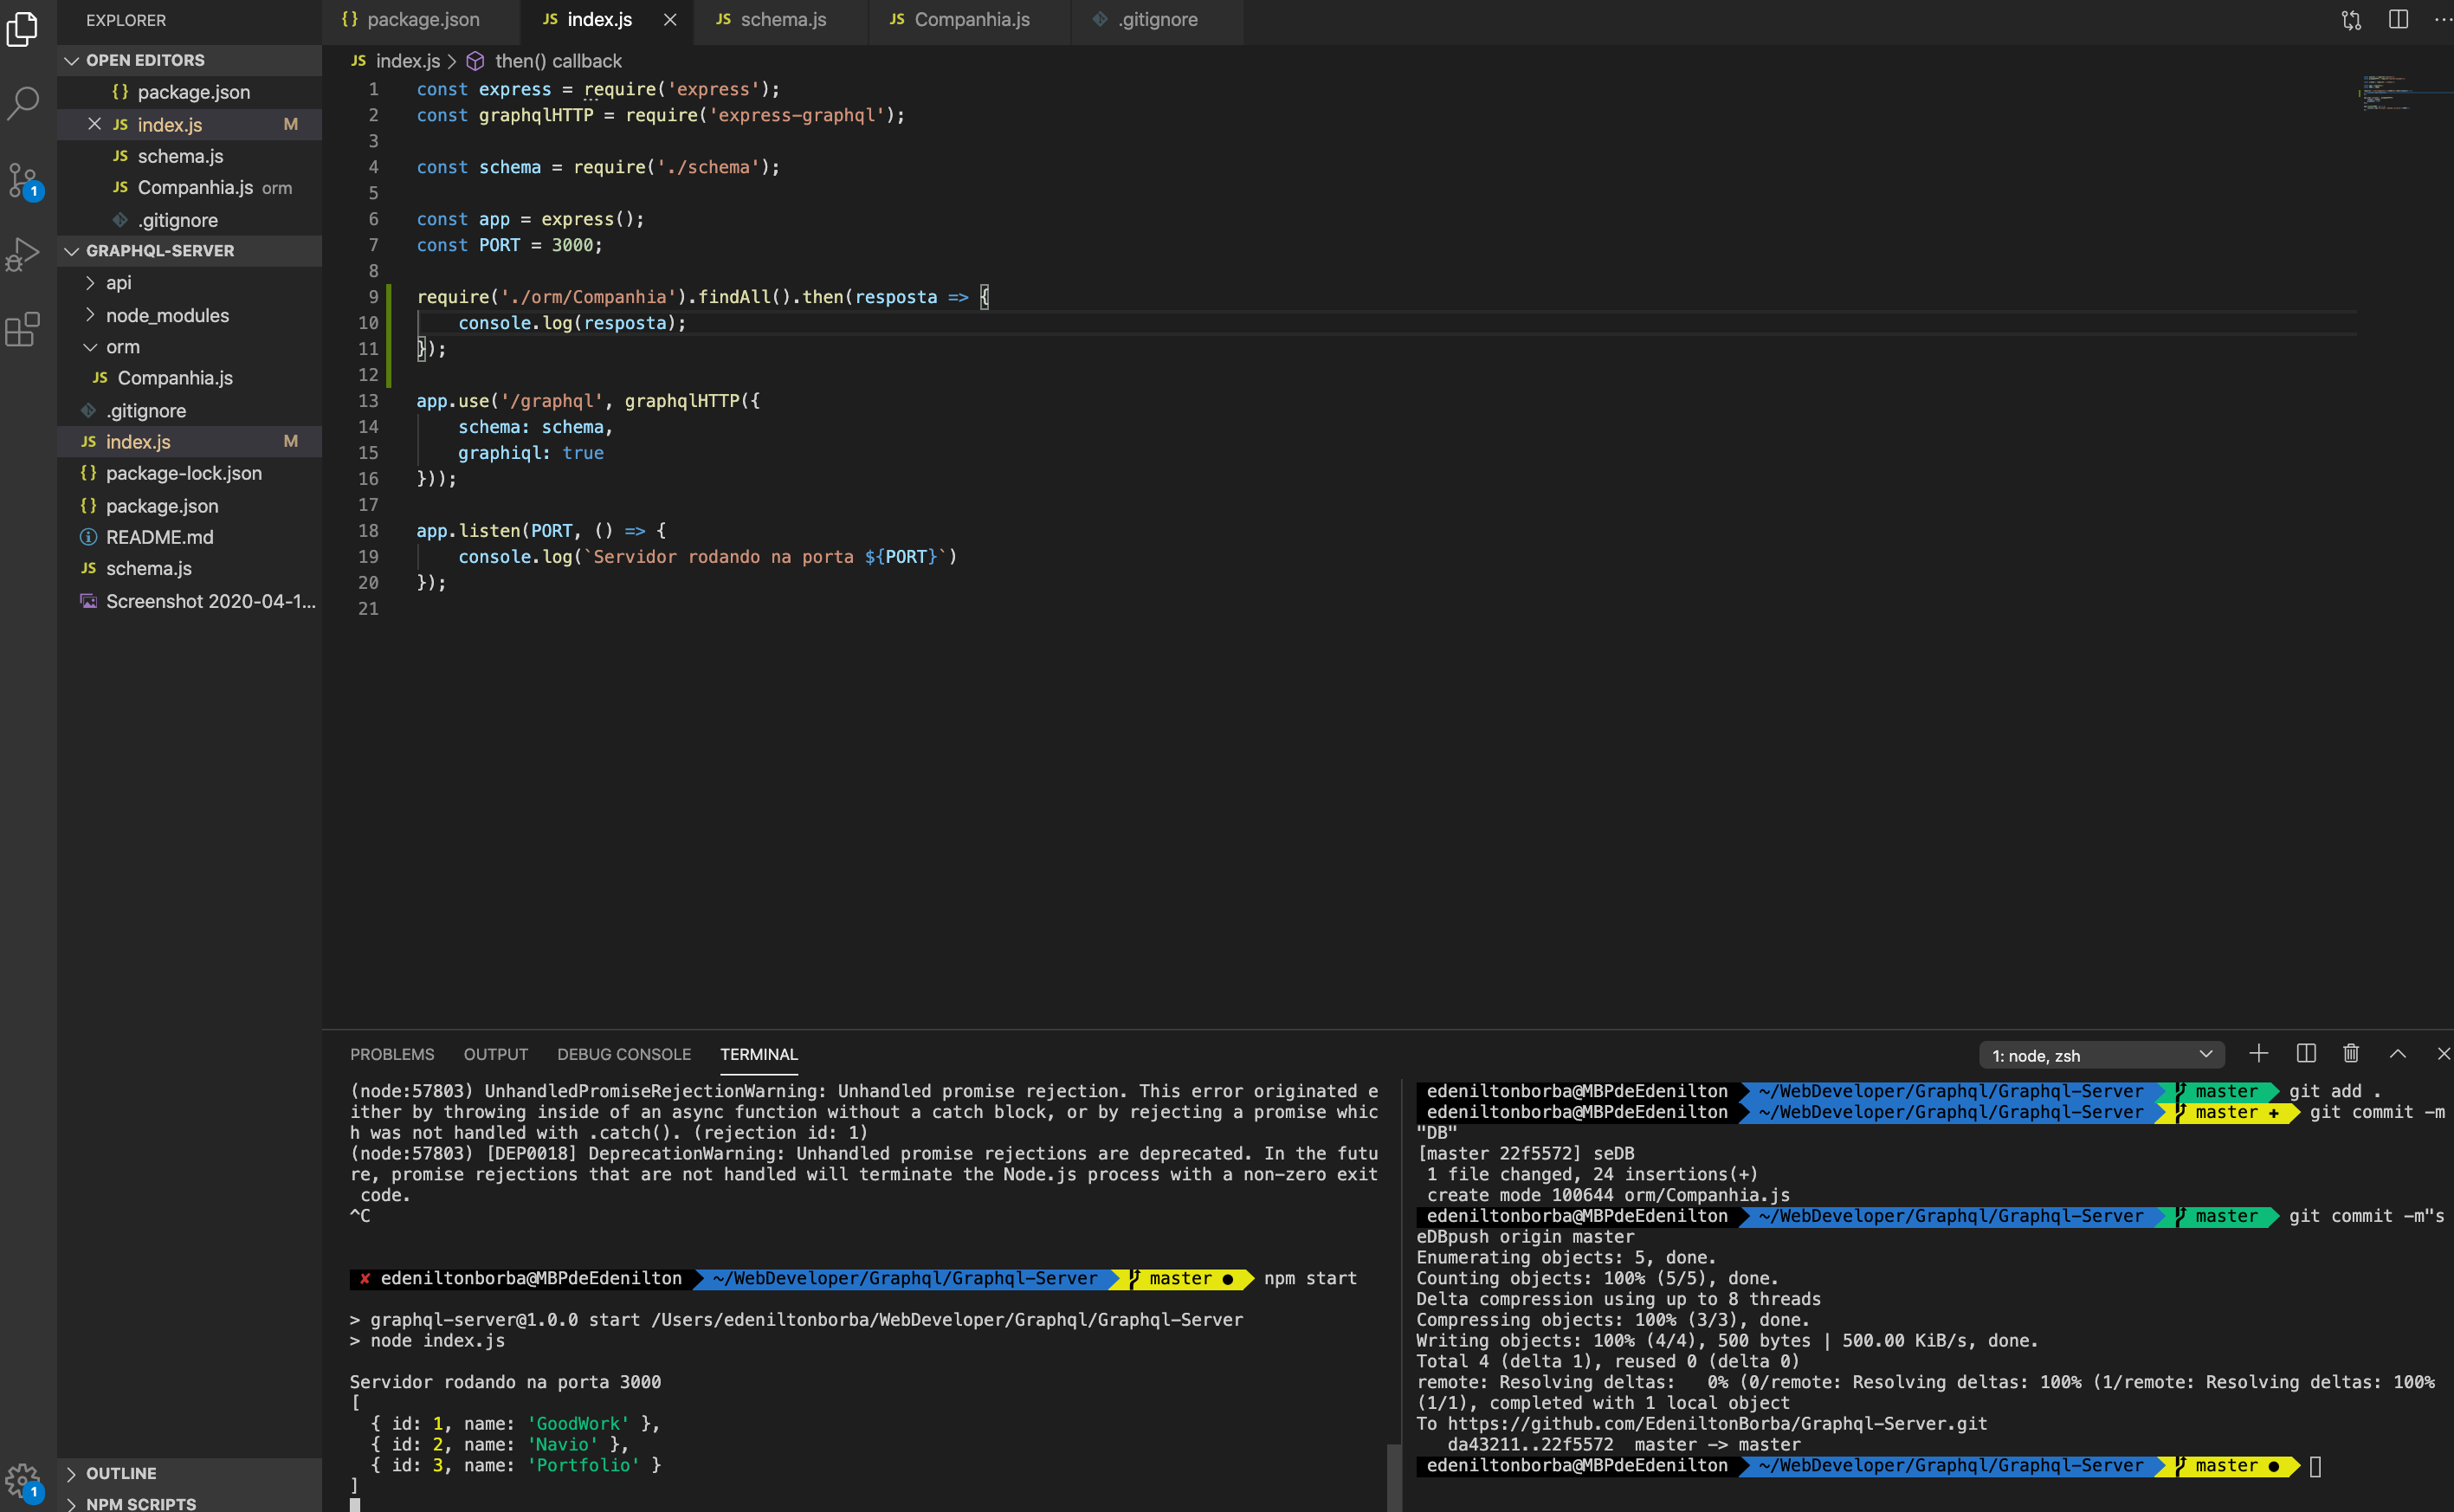 EXPLORER
OPEN EDITORS
{} package.json
JS index.js M
JS schema.js
JS Companhia.js orm
.gitignore
GRAPHQL-SERVER
api
node_modules
orm
JS Companhia.js
.gitignore
JS index.js M
{} package-lock.json
{} package.json
README.md
JS schema.js
Screenshot 2020-04-1...
OUTLINE
NPM SCRIPTS
1
1
{} package.json
JS index.js
JS schema.js
JS Companhia.js
.gitignore
JS index.js > then() callback
1 const express = require('express');
2 const graphqlHTTP = require('express-graphql');
3
4 const schema = require('./schema');
5
6 const app = express();
7 const PORT = 3000;
8
9 require('./orm/Companhia').findAll().then(resposta => {
10 console.log(resposta);
11 });
12
13 app.use('/graphql', graphqlHTTP({
14 schema: schema,
15 graphiql: true
16 }));
17
18 app.listen(PORT, () => {
19 console.log(`Servidor rodando na porta ${PORT}`)
20 });
21
PROBLEMS OUTPUT DEBUG CONSOLE TERMINAL
1: node, zsh
(node:57803) UnhandledPromiseRejectionWarning: Unhandled promise rejection. This error originated e
ither by throwing inside of an async function without a catch block, or by rejecting a promise whic
h was not handled with .catch(). (rejection id: 1)
(node:57803) [DEP0018] DeprecationWarning: Unhandled promise rejections are deprecated. In the futu
re, promise rejections that are not handled will terminate the Node.js process with a non-zero exit
 code.
^C
✘ edeniltonborba@MBPdeEdenilton ~/WebDeveloper/Graphql/Graphql-Server master ● npm start
> graphql-server@1.0.0 start /Users/edeniltonborba/WebDeveloper/Graphql/Graphql-Server
> node index.js
Servidor rodando na porta 3000
[
{ id: 1, name: 'GoodWork' },
{ id: 2, name: 'Navio' },
{ id: 3, name: 'Portfolio' }
]
edeniltonborba@MBPdeEdenilton ~/WebDeveloper/Graphql/Graphql-Server master git add .
edeniltonborba@MBPdeEdenilton ~/WebDeveloper/Graphql/Graphql-Server master + git commit -m
"DB"
[master 22f5572] seDB
1 file changed, 24 insertions(+)
create mode 100644 orm/Companhia.js
edeniltonborba@MBPdeEdenilton ~/WebDeveloper/Graphql/Graphql-Server master git commit -m"s
eDBpush origin master
Enumerating objects: 5, done.
Counting objects: 100% (5/5), done.
Delta compression using up to 8 threads
Compressing objects: 100% (3/3), done.
Writing objects: 100% (4/4), 500 bytes | 500.00 KiB/s, done.
Total 4 (delta 1), reused 0 (delta 0)
remote: Resolving deltas:   0% (0/remote: Resolving deltas: 100% (1/remote: Resolving deltas: 100%
(1/1), completed with 1 local object
To https://github.com/EdeniltonBorba/Graphql-Server.git
da43211..22f5572  master -> master
edeniltonborba@MBPdeEdenilton ~/WebDeveloper/Graphql/Graphql-Server master ●